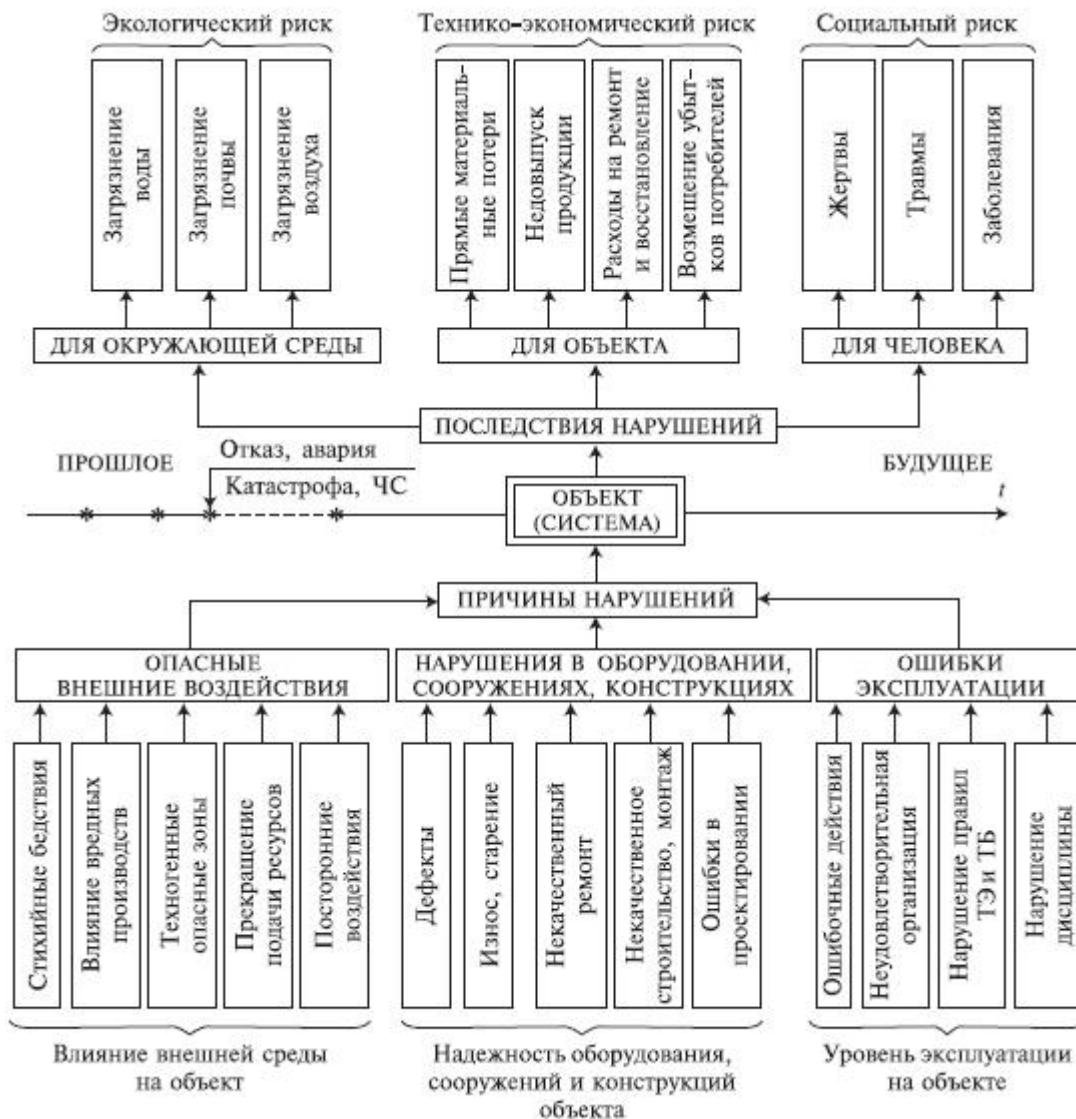 Экологический риск
Технико-экономический риск
Социальный риск
Загрязнение
воды
Загрязнение
почвы
Загрязнение
воздуха
Прямые материаль-
ные потери
Недовыпуск
продукции
Расходы на ремонт
и восстановление
Возмешение убыт-
ков потребителей
Жертвы
Травмы
Заболевания
ДЛЯ ОКРУЖАЮЩЕЙ СРЕДЫ
ДЛЯ ОБЪЕКТА
ДЛЯ ЧЕЛОВЕКА
ПОСЛЕДСТВИЯ НАРУШЕНИЙ
ПРОШЛОЕ
Отказ, авария
Катастрофа, ЧС
БУДУЩЕЕ
t
ОБЪЕКТ
(СИСТЕМА)
ПРИЧИНЫ НАРУШЕНИЙ
ОПАСНЫЕ
ВНЕШНИЕ ВОЗДЕЙСТВИЯ
НАРУШЕНИЯ В ОБОРУДОВАНИИ,
СООРУЖЕНИЯХ, КОНСТРУКЦИЯХ
ОШИБКИ
ЭКСПЛУАТАЦИИ
Стихийные бедствия
Влияние вредных
производств
Техногенные
опасные зоны
Прекращение
подачи ресурсов
Посторонние
воздействия
Дефекты
Износ, старение
Некачественный
ремонт
Некачественное
строительство, монтаж
Ошибки в
проектировании
Ошибочные действия
Неудовлетворительная
организация
Нарушение правил
ТЭ и ТБ
Нарушение
дисциплины
Влияние внешней среды
на объект
Надежность оборудования,
сооружений и конструкций
объекта
Уровень эксплуатации
на объекте